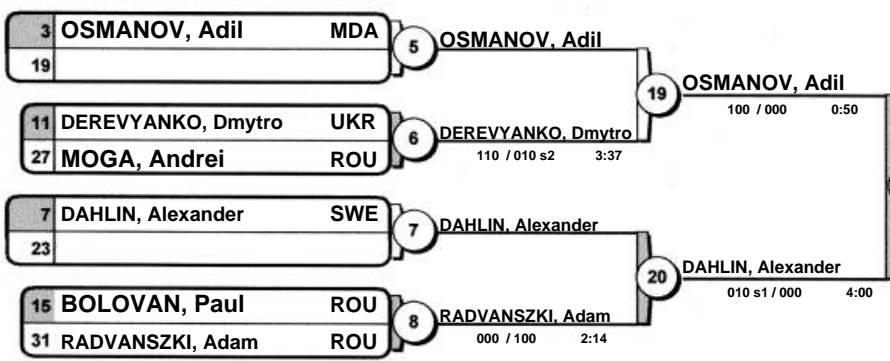 3 OSMANOV, Adil MDA
19
5
OSMANOV, Adil
11 DEREVYANKO, Dmytro UKR
27 MOGA, Andrei ROU
6
DEREVYANKO, Dmytro
110 / 010 s2 3:37
19
OSMANOV, Adil
100 / 000 0:50
7 DAHLIN, Alexander SWE
23
7
DAHLIN, Alexander
15 BOLOVAN, Paul ROU
31 RADVANSZKI, Adam ROU
8
RADVANSZKI, Adam
000 / 100 2:14
20
DAHLIN, Alexander
010 s1 / 000 4:00